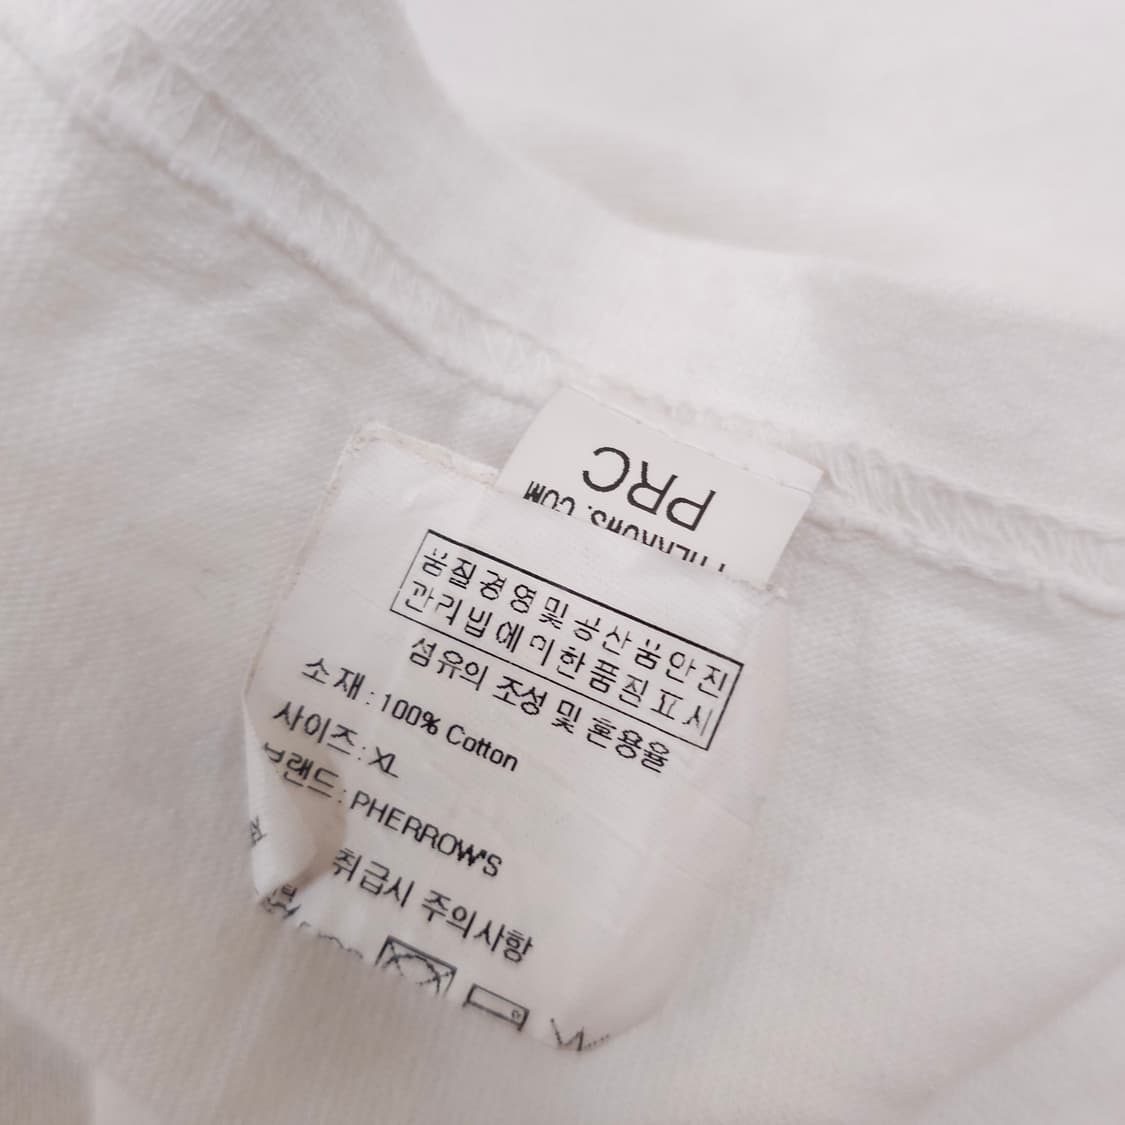 PRC
PHERROWS.COM
품질경영및공산품안전
관리법에 의한 품질표시
섬유의 조성 및 혼용율
소재 : 100% Cotton
사이즈 : XL
브랜드 : PHERROW'S
취급시 주의사항